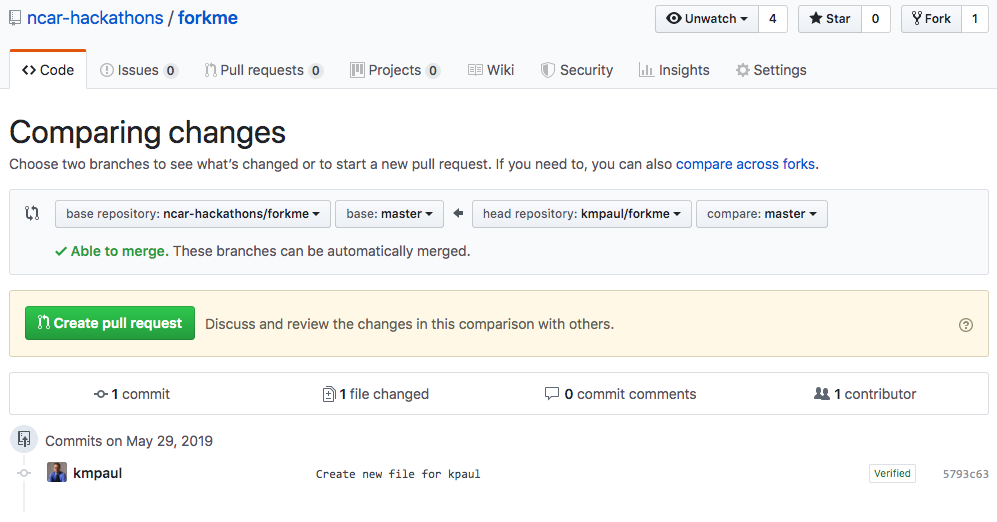 ncar-hackathons / forkme
Unwatch 4 Star 0 Fork 1
Code Issues 0 Pull requests 0 Projects 0 Wiki Security Insights Settings
Comparing changes
Choose two branches to see what's changed or to start a new pull request. If you need to, you can also compare across forks.
base repository: ncar-hackathons/forkme base: master head repository: kmpaul/forkme compare: master
Able to merge. These branches can be automatically merged.
Create pull request Discuss and review the changes in this comparison with others.
1 commit 1 file changed 0 commit comments 1 contributor
Commits on May 29, 2019
kmpaul Create new file for kpaul Verified 5793c63